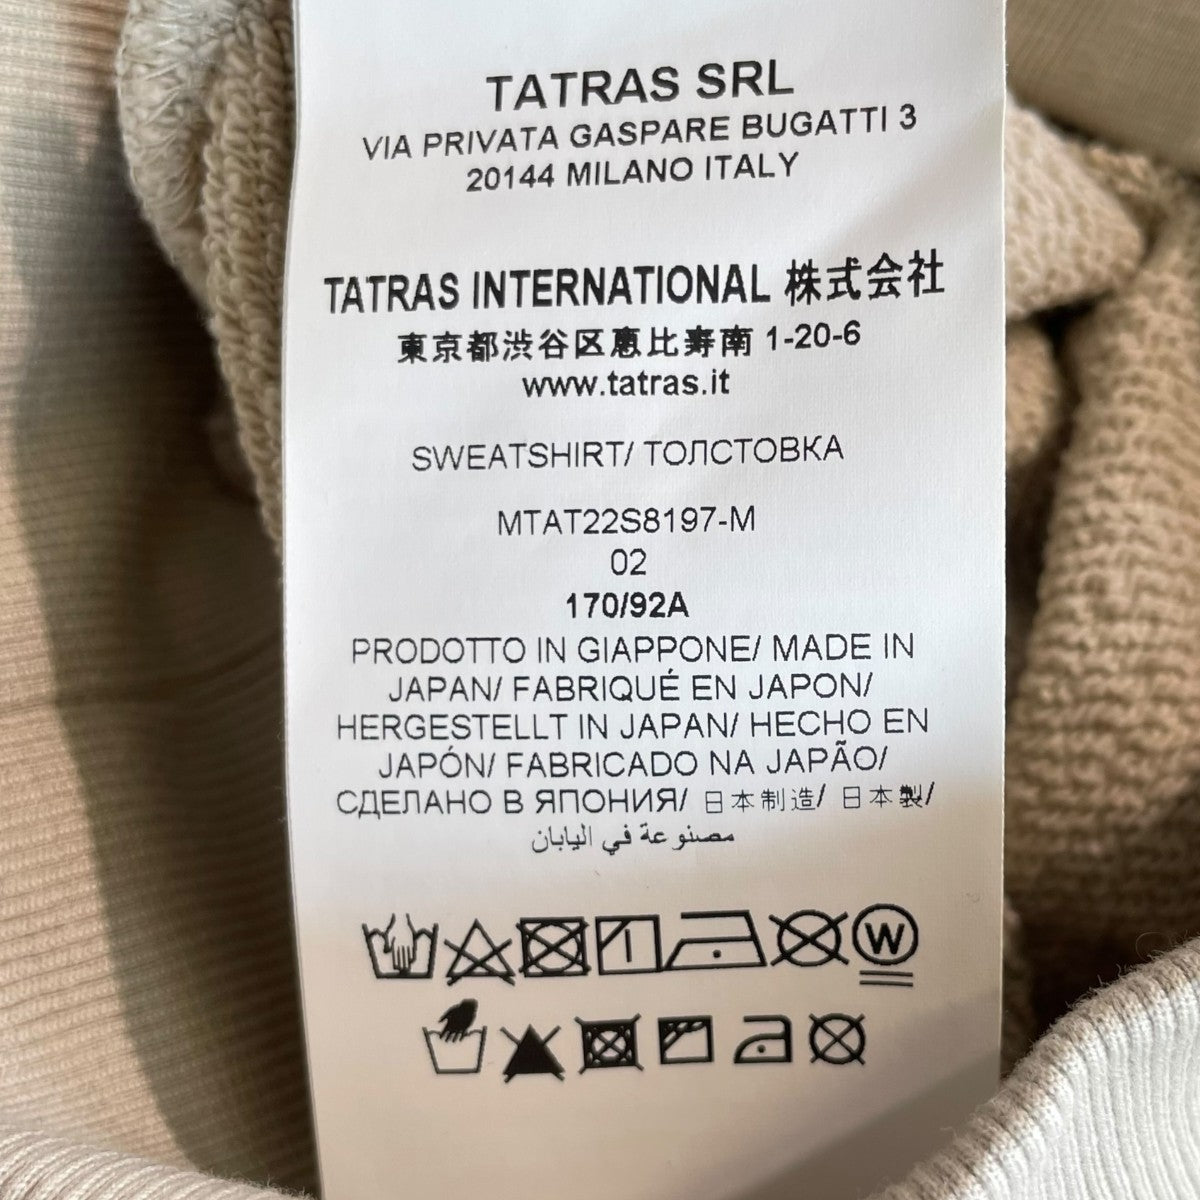 TATRAS SRL
VIA PRIVATA GASPARE BUGATTI 3
20144 MILANO ITALY
TATRAS INTERNATIONAL 株式会社
東京都渋谷区恵比寿南 1-20-6
www.tatras.it
SWEATSHIRT/ ТОЛСТОВКА
MTAT22S8197-M
02
170/92A
PRODOTTO IN GIAPPONE/ MADE IN
JAPAN/ FABRIQUÉ EN JAPON/
HERGESTELLT IN JAPAN/ HECHO EN
JAPÓN/ FABRICADO NA JAPÃO/
СДЕЛАНО В ЯПОНИЯ/ 日本制造/ 日本製/
مصنوعة في اليابان
W